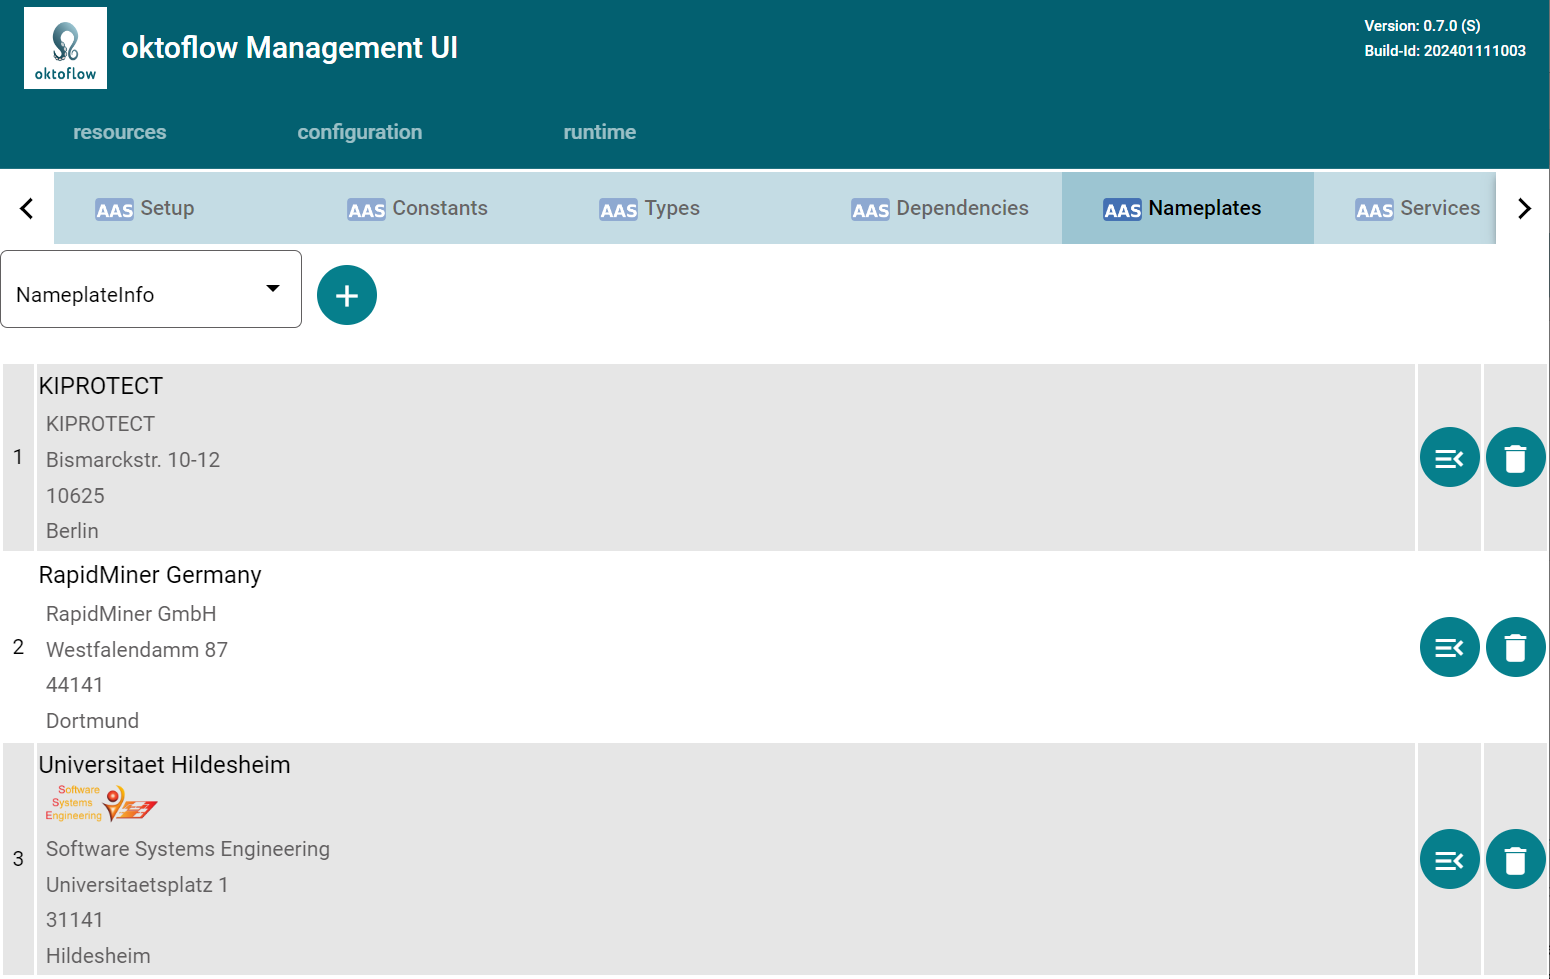 oktoflow
oktoflow Management UI
Version: 0.7.0 (S)
Build-Id: 202401111003
resources configuration runtime
AAS Setup AAS Constants AAS Types AAS Dependencies AAS Nameplates AAS Services
NameplateInfo
1
KIPROTECT
KIPROTECT
Bismarckstr. 10-12
10625
Berlin
2
RapidMiner Germany
RapidMiner GmbH
Westfalendamm 87
44141
Dortmund
3
Universitaet Hildesheim
Software
Systems
Engineering
Software Systems Engineering
Universitaetsplatz 1
31141
Hildesheim